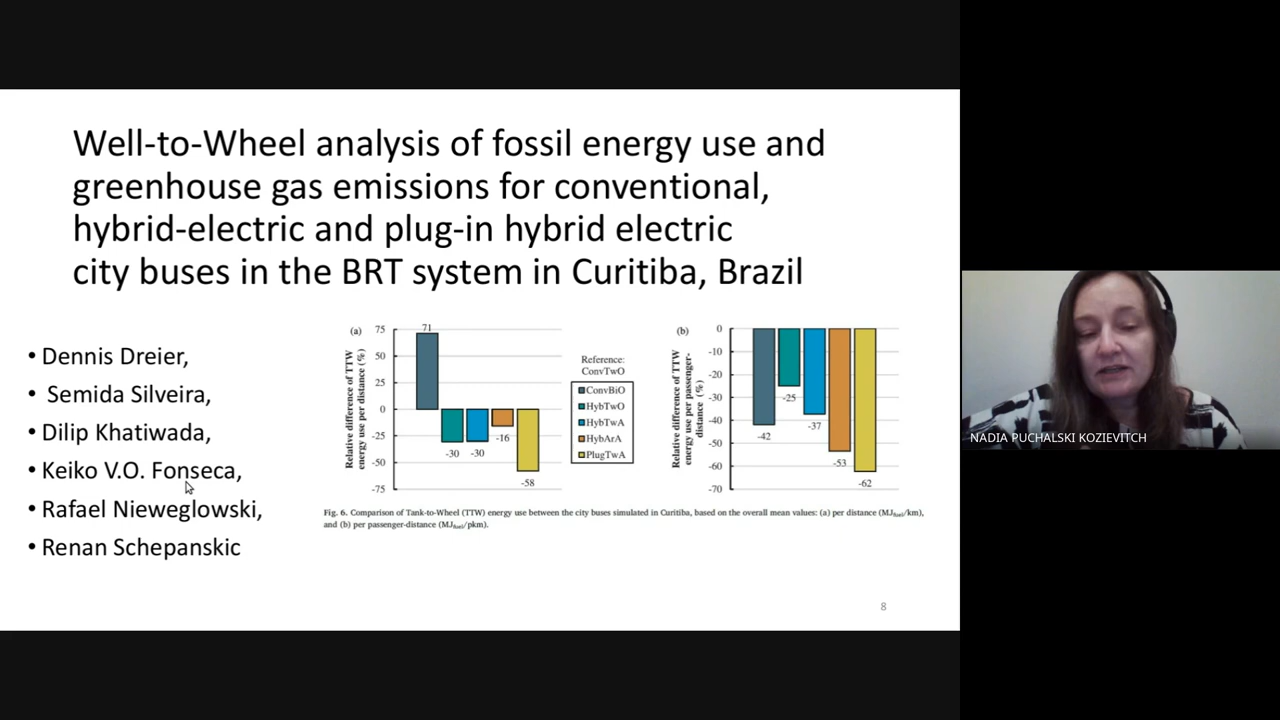 Well-to-Wheel analysis of fossil energy use and
greenhouse gas emissions for conventional,
hybrid-electric and plug-in hybrid electric
city buses in the BRT system in Curitiba, Brazil
• Dennis Dreier,
• Semida Silveira,
• Dilip Khatiwada,
• Keiko V.O. Fonseca,
• Rafael Nieweglowski,
• Renan Schepanskic
(a)
Relative difference of TTW
energy use per distance (%)
75
50
25
0
-25
-50
-75
71
-30
-30
-16
-58
Reference:
ConvTwO
ConvBiO
HybTwO
HybTwA
HybArA
PlugTwA
(b)
Relative difference of TTW
energy use per passenger-
distance (%)
0
-10
-20
-30
-40
-50
-60
-70
-42
-25
-37
-53
-62
Fig. 6. Comparison of Tank-to-Wheel (TTW) energy use between the city buses simulated in Curitiba, based on the overall mean values: (a) per distance (MJfuel/km),
and (b) per passenger-distance (MJfuel/pkm).
8
NADIA PUCHALSKI KOZIEVITCH